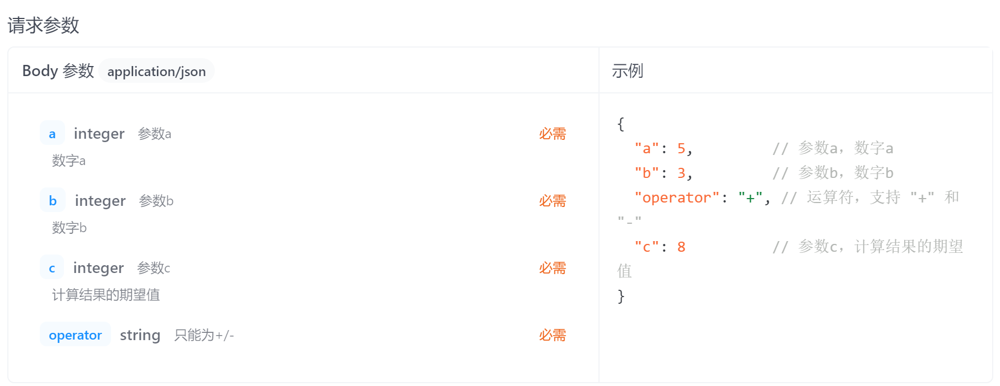 请求参数
Body 参数 application/json
示例
a integer 参数a 必需
数字a
b integer 参数b 必需
数字b
c integer 参数c 必需
计算结果的期望值
operator string 只能为+/- 必需
{
"a": 5, // 参数a，数字a
"b": 3, // 参数b，数字b
"operator": "+", // 运算符，支持 "+" 和
"-"
"c": 8 // 参数c，计算结果的期望
值
}